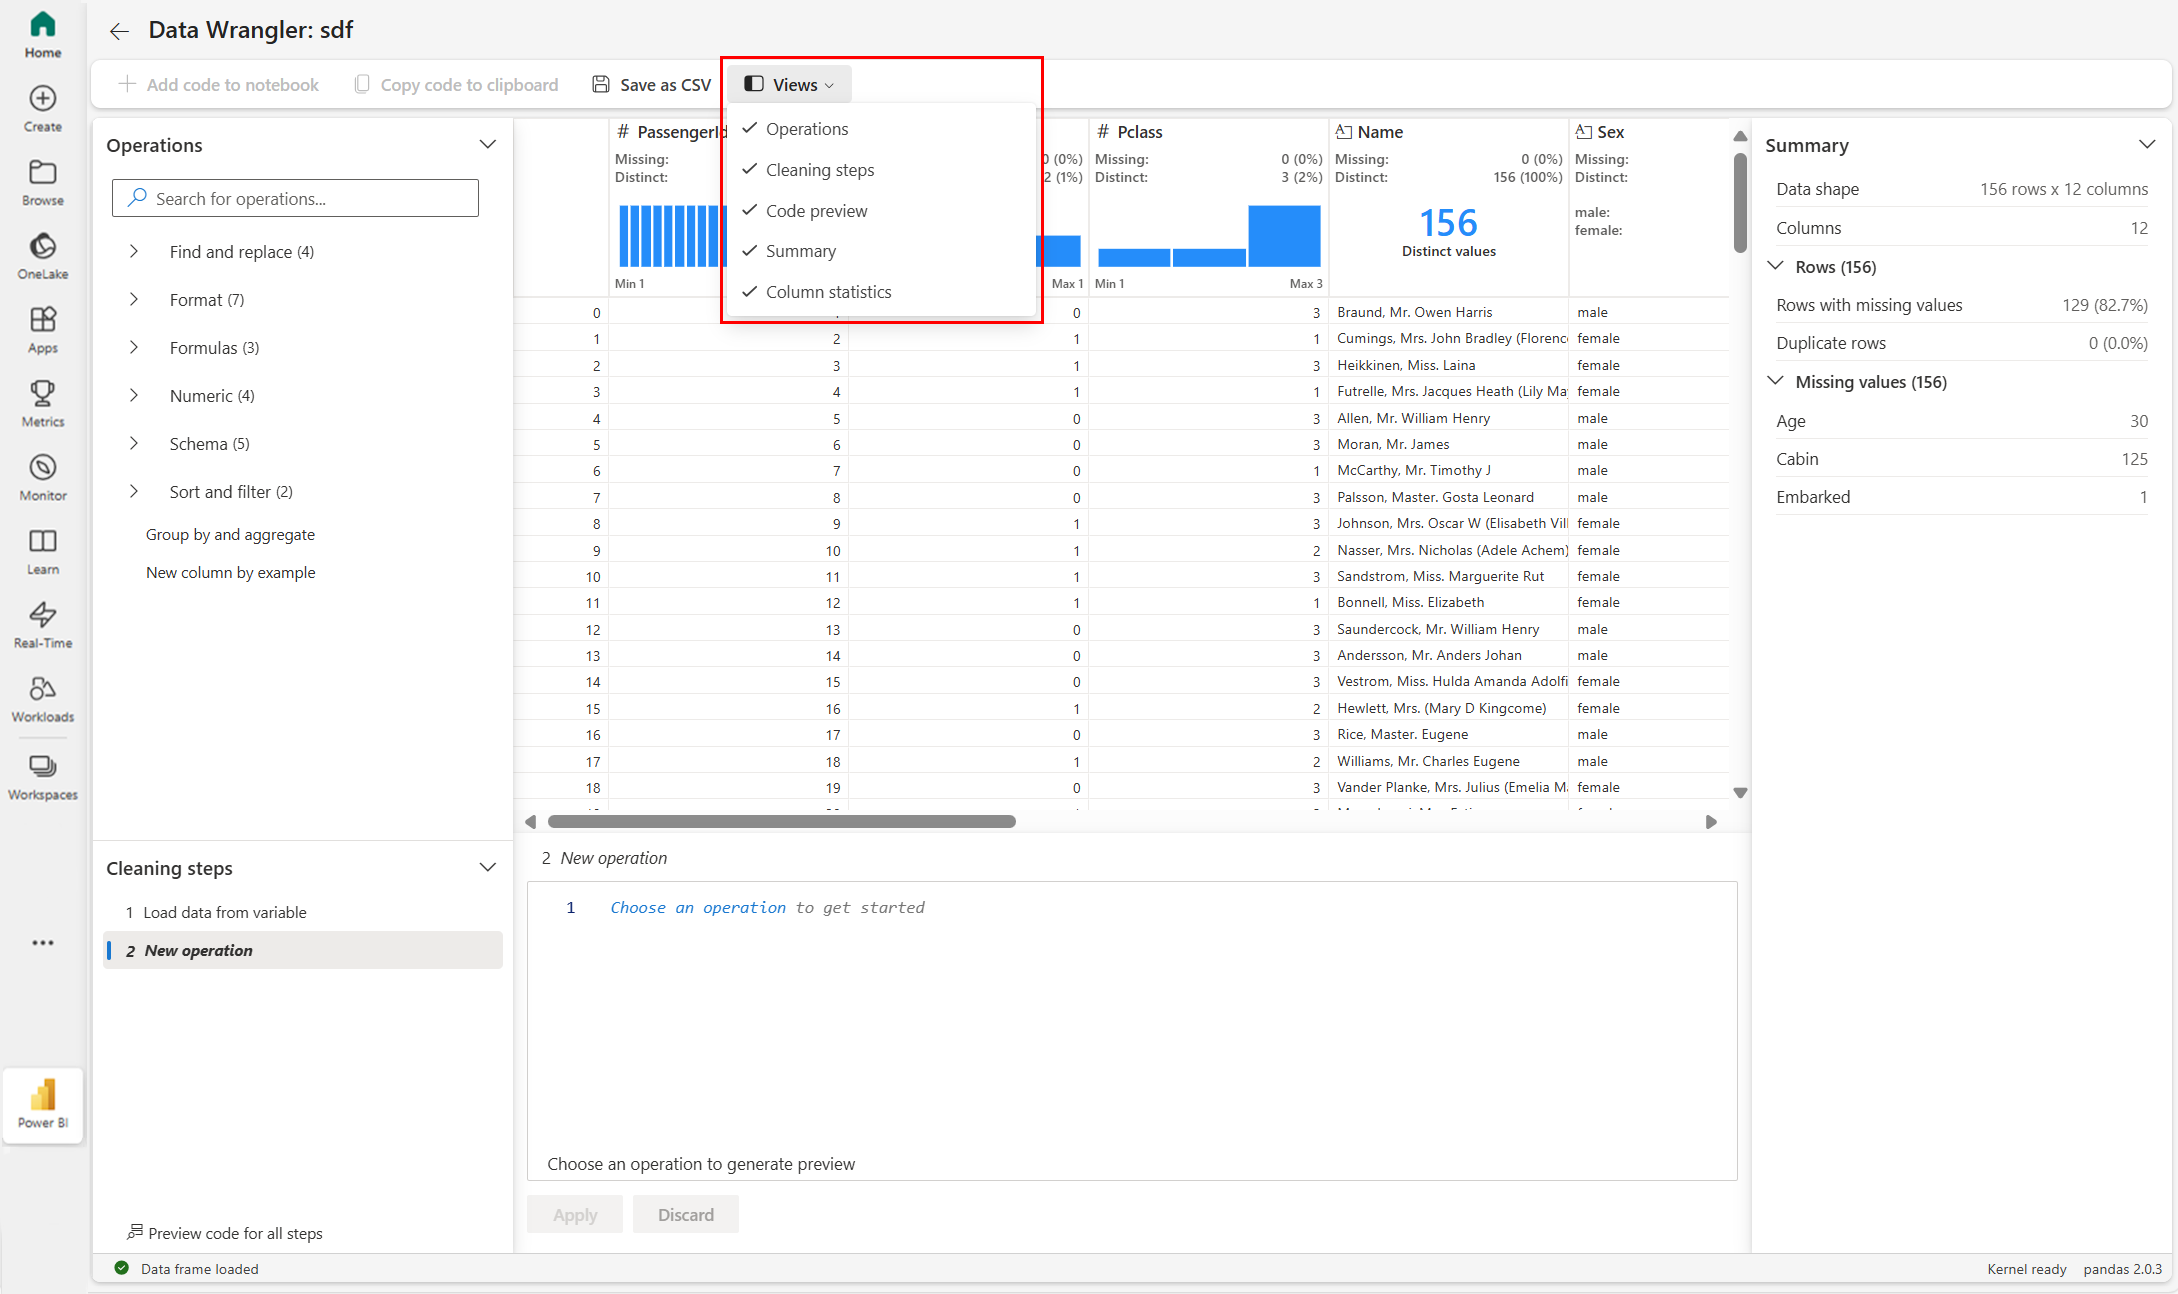 Data Wrangler: sdf
Add code to notebook
Copy code to clipboard
Save as CSV
Views
Operations
Cleaning steps
Code preview
Summary
Column statistics
Home
Create
Browse
OneLake
Apps
Metrics
Monitor
Learn
Real-Time
Workloads
Workspaces
Power BI
Operations
Search for operations...
Find and replace (4)
Format (7)
Formulas (3)
Numeric (4)
Schema (5)
Sort and filter (2)
Group by and aggregate
New column by example
Cleaning steps
1 Load data from variable
2 New operation
Preview code for all steps
# PassengerId
Missing:
Distinct:
Min 1
0 (0%)
2 (1%)
Max 1
# Pclass
Missing: 0 (0%)
Distinct: 3 (2%)
Min 1 Max 3
Name
Missing: 0 (0%)
Distinct: 156 (100%)
156
Distinct values
Sex
Missing:
Distinct:
male:
female:
0 0 3 Braund, Mr. Owen Harris male
1 2 1 1 Cumings, Mrs. John Bradley (Florenc female
2 3 1 3 Heikkinen, Miss. Laina female
3 4 1 1 Futrelle, Mrs. Jacques Heath (Lily May female
4 5 0 3 Allen, Mr. William Henry male
5 6 0 3 Moran, Mr. James male
6 7 0 1 McCarthy, Mr. Timothy J male
7 8 0 3 Palsson, Master. Gosta Leonard male
8 9 1 3 Johnson, Mrs. Oscar W (Elisabeth Vil female
9 10 1 2 Nasser, Mrs. Nicholas (Adele Achem) female
10 11 1 3 Sandstrom, Miss. Marguerite Rut female
11 12 1 1 Bonnell, Miss. Elizabeth female
12 13 0 3 Saundercock, Mr. William Henry male
13 14 0 3 Andersson, Mr. Anders Johan male
14 15 0 3 Vestrom, Miss. Hulda Amanda Adolfi female
15 16 1 2 Hewlett, Mrs. (Mary D Kingcome) female
16 17 0 3 Rice, Master. Eugene male
17 18 1 2 Williams, Mr. Charles Eugene male
18 19 0 3 Vander Planke, Mrs. Julius (Emelia Ma female
2 New operation
1 Choose an operation to get started
Choose an operation to generate preview
Apply
Discard
Summary
Data shape 156 rows x 12 columns
Columns 12
Rows (156)
Rows with missing values 129 (82.7%)
Duplicate rows 0 (0.0%)
Missing values (156)
Age 30
Cabin 125
Embarked 1
Data frame loaded
Kernel ready
pandas 2.0.3